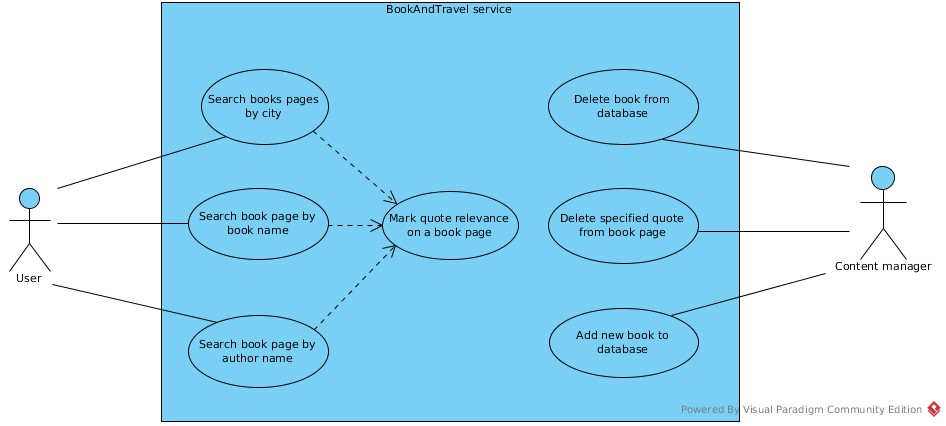 BookAndTravel service
Search books pages
by city
Delete book from
database
Search book page by
book name
Mark quote relevance
on a book page
Delete specified quote
from book page
User
Content manager
Search book page by
author name
Add new book to
database
Powered By Visual Paradigm Community Edition